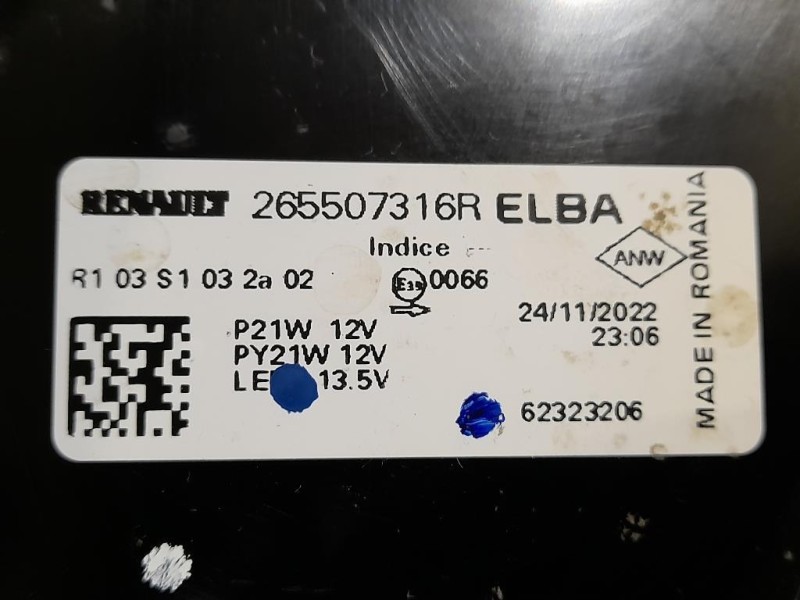 RENAULT 265507316R ELBA
Indice
ANW
R1 03 S1 03 2a 02
0066
24/11/2022
23:06
P21W 12V
PY21W 12V
13.5V
62323206
MADE IN ROMANIA